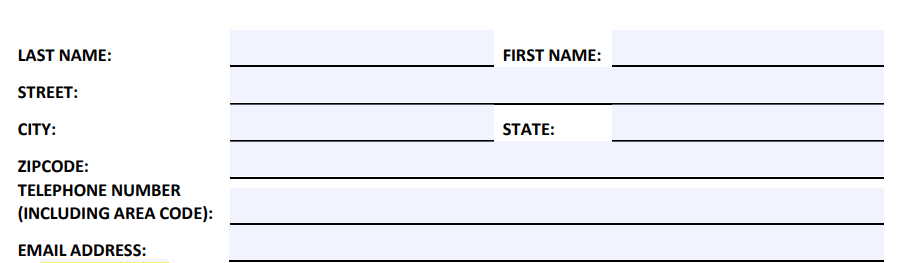 LAST NAME: FIRST NAME:
STREET:
CITY: STATE:
ZIPCODE:
TELEPHONE NUMBER
(INCLUDING AREA CODE):
EMAIL ADDRESS: